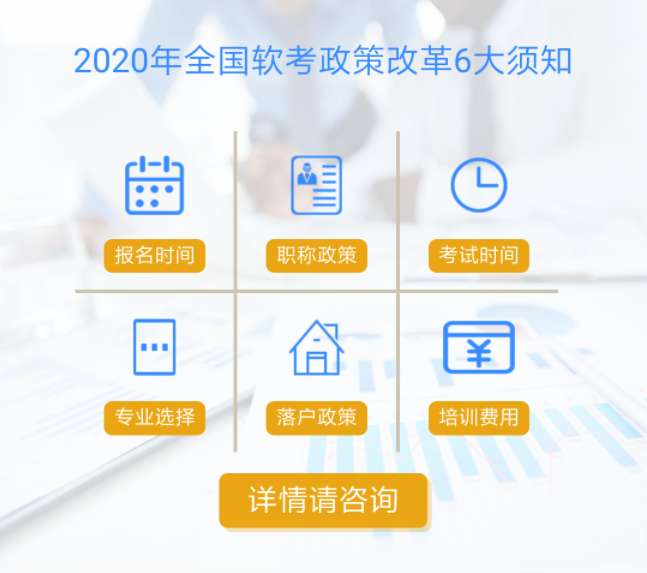 2020年全国软考政策改革6大须知
报名时间
职称政策
考试时间
专业选择
落户政策
培训费用
详情请咨询